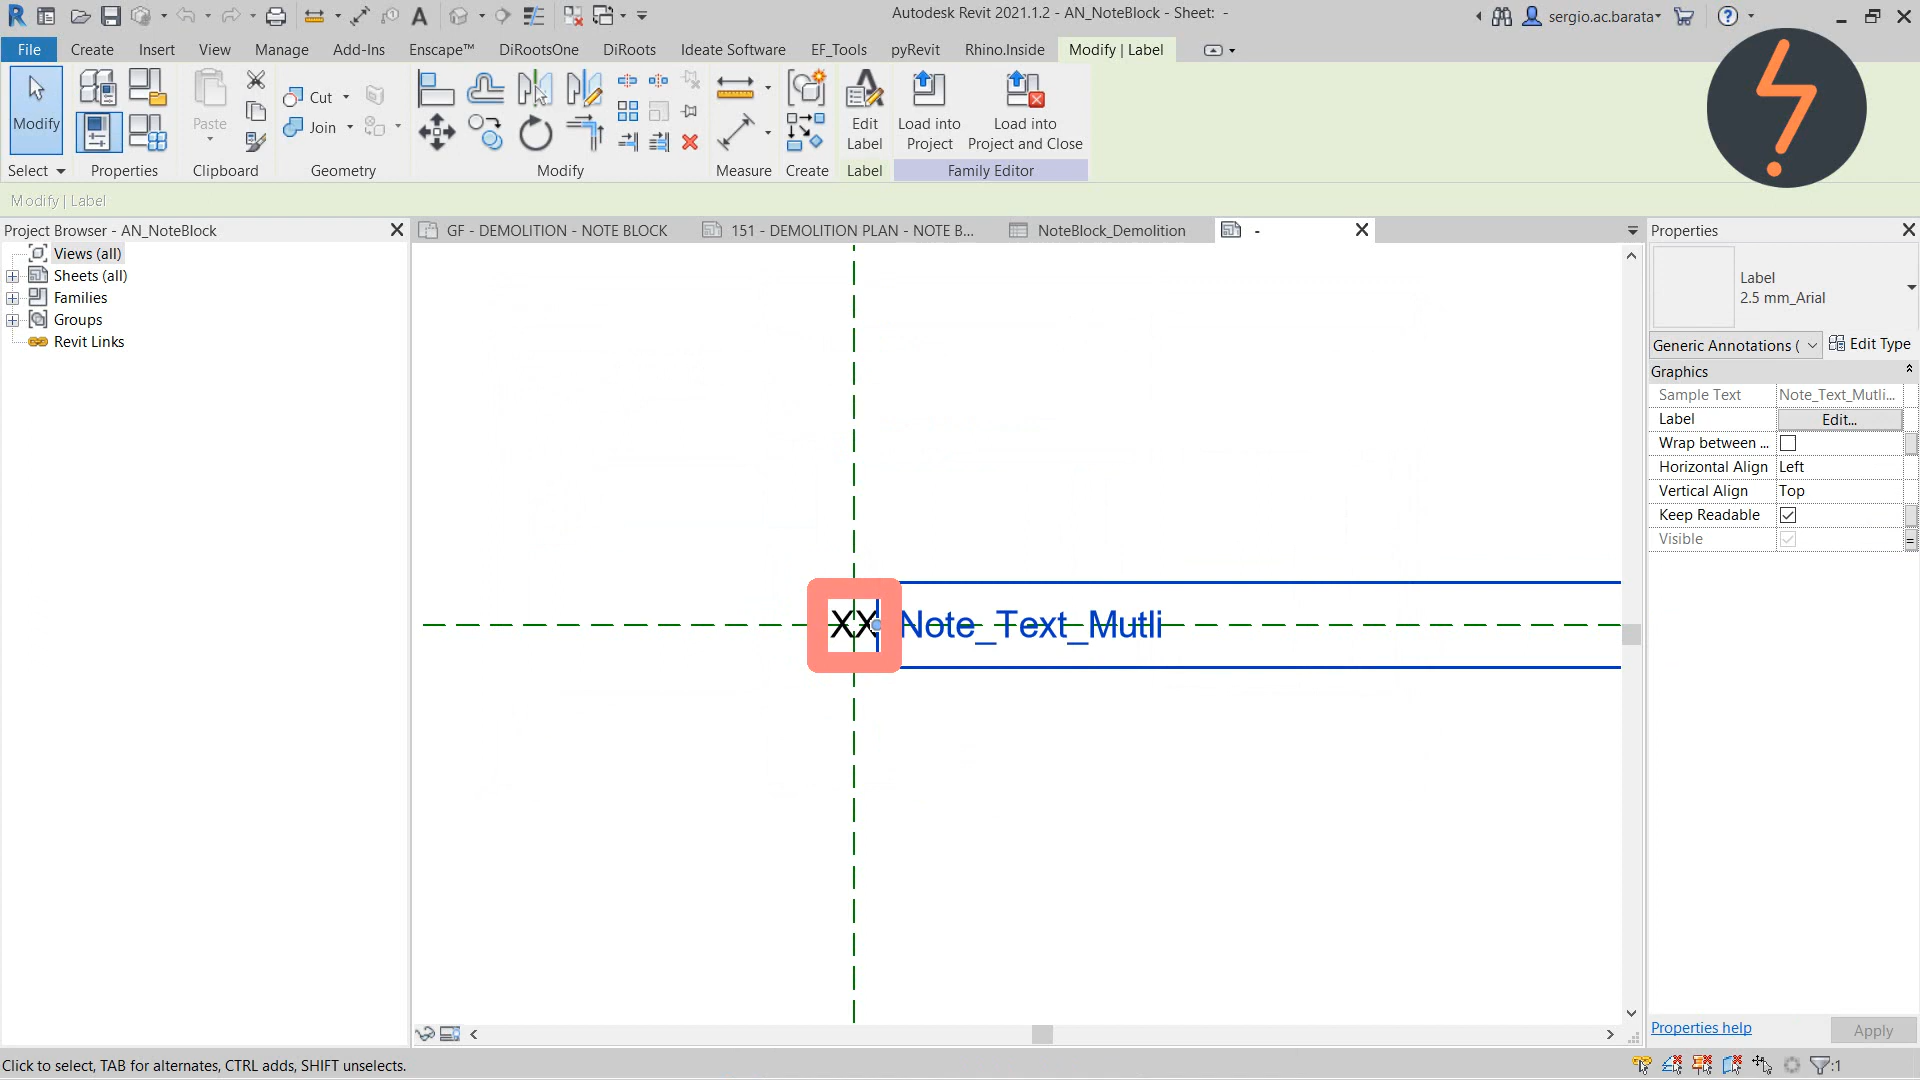 Autodesk Revit 2021.1.2 - AN_NoteBlock - Sheet: -
sergio.ac.barata
File Create Insert View Manage Add-Ins Enscape™ DiRootsOne DiRoots Ideate Software EF_Tools pyRevit Rhino.Inside Modify | Label
Modify
Paste
Cut
Join
Edit Label
Load into Project
Load into Project and Close
Select Properties Clipboard Geometry Modify Measure Create Label Family Editor
Modify | Label
Project Browser - AN_NoteBlock
Views (all)
Sheets (all)
Families
Groups
Revit Links
GF - DEMOLITION - NOTE BLOCK
151 - DEMOLITION PLAN - NOTE B...
NoteBlock_Demolition
-
XX
Note_Text_Mutli
Properties
Label
2.5 mm_Arial
Generic Annotations (
Edit Type
Graphics
Sample Text Note_Text_Mutli...
Label Edit...
Wrap between ...
Horizontal Align Left
Vertical Align Top
Keep Readable
Visible
=
Properties help
Apply
Click to select, TAB for alternates, CTRL adds, SHIFT unselects.
:1